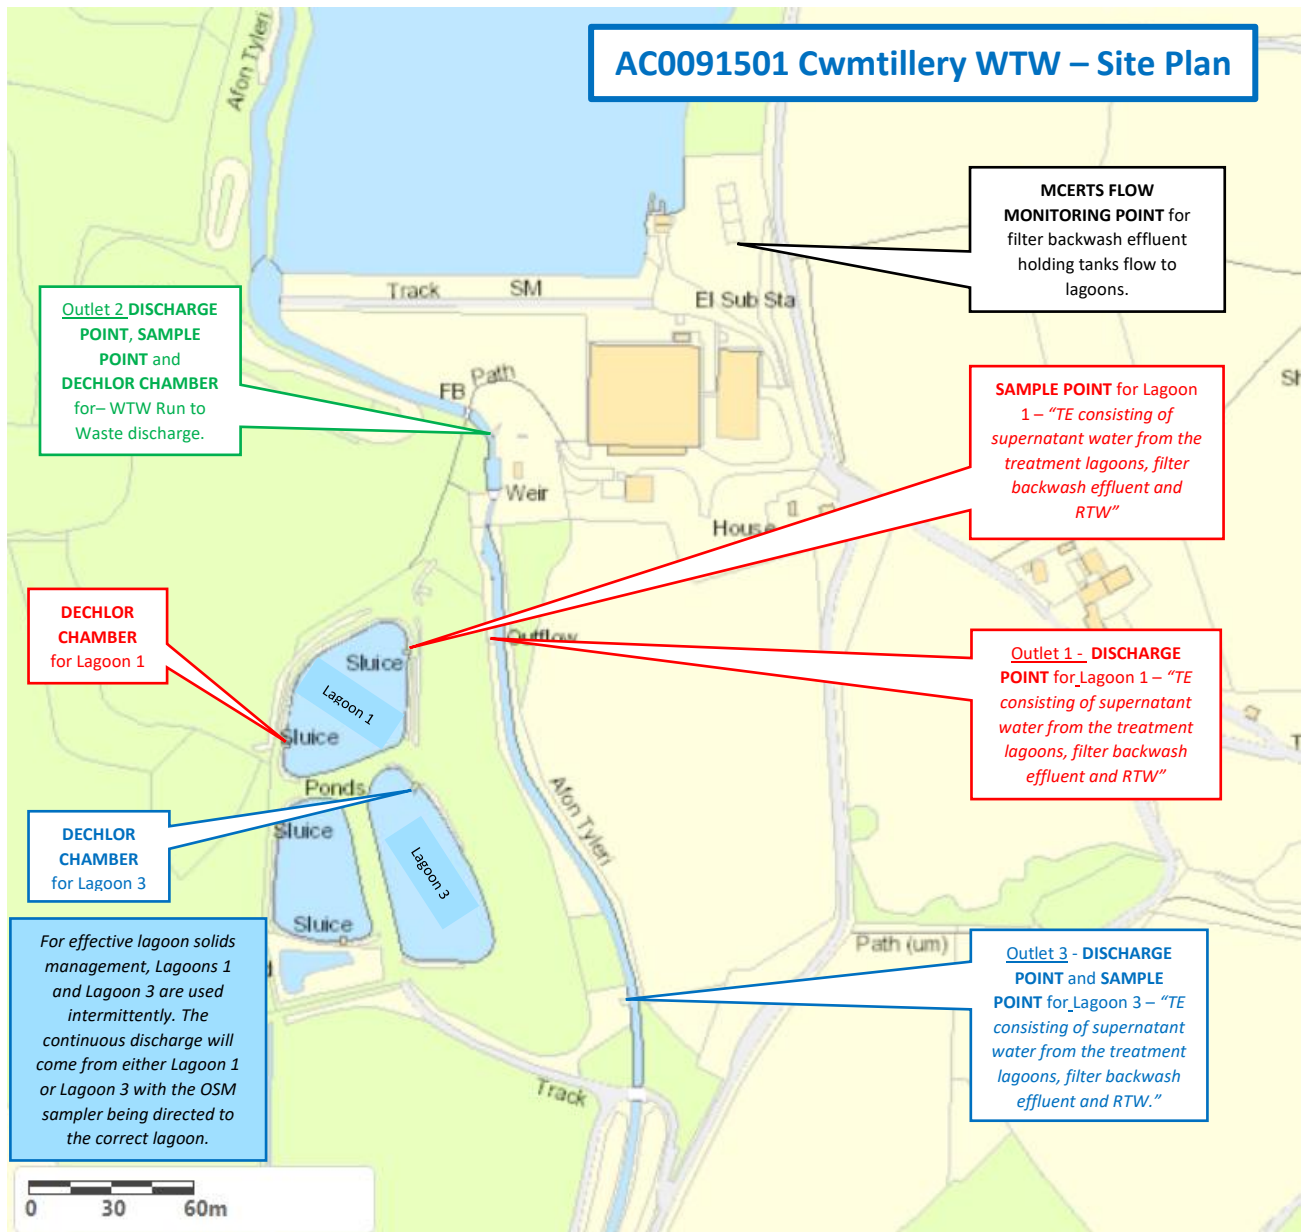 AC0091501 Cwmtillery WTW – Site Plan
Afon Tyleri
MCERTS FLOW
MONITORING POINT for
filter backwash effluent
holding tanks flow to
lagoons.
Track
SM
El Sub Sta
Outlet 2 DISCHARGE
POINT, SAMPLE
POINT and
DECHLOR CHAMBER
for– WTW Run to
Waste discharge.
FB
Path
Sh
SAMPLE POINT for Lagoon
1 – “TE consisting of
supernatant water from the
treatment lagoons, filter
backwash effluent and
RTW”
Weir
House
DECHLOR
CHAMBER
for Lagoon 1
Outflow
Sluice
Lagoon 1
Sluice
Outlet 1 - DISCHARGE
POINT for Lagoon 1 – “TE
consisting of supernatant
water from the treatment
lagoons, filter backwash
effluent and RTW”
T
Ponds
Afon Tyleri
DECHLOR
CHAMBER
for Lagoon 3
Sluice
Lagoon 3
Sluice
For effective lagoon solids
management, Lagoons 1
and Lagoon 3 are used
intermittently. The
continuous discharge will
come from either Lagoon 1
or Lagoon 3 with the OSM
sampler being directed to
the correct lagoon.
d
Path (um)
Outlet 3 - DISCHARGE
POINT and SAMPLE
POINT for Lagoon 3 – “TE
consisting of supernatant
water from the treatment
lagoons, filter backwash
effluent and RTW.”
Track
0 30 60m